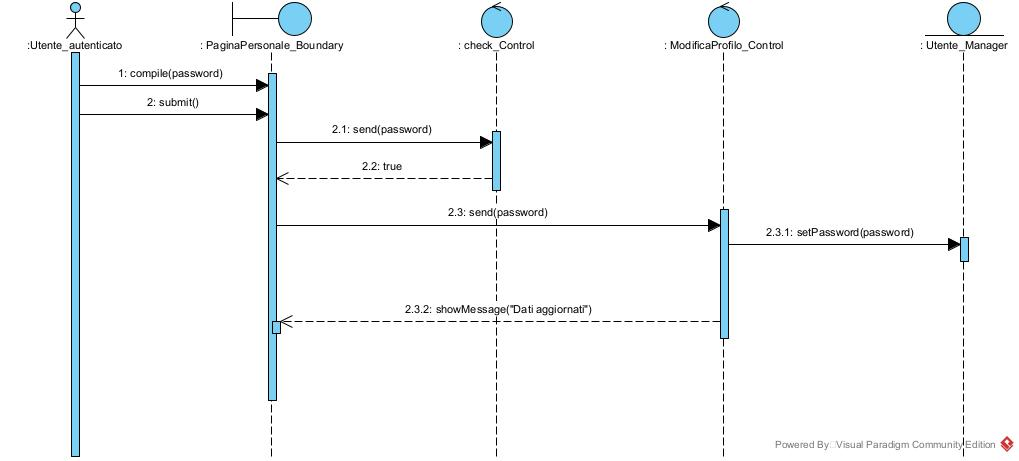 :Utente_autenticato
: PaginaPersonale_Boundary
: check_Control
: ModificaProfilo_Control
: Utente_Manager
1: compile(password)
2: submit()
2.1: send(password)
2.2: true
2.3: send(password)
2.3.1: setPassword(password)
2.3.2: showMessage("Dati aggiornati")
Powered By Visual Paradigm Community Edition